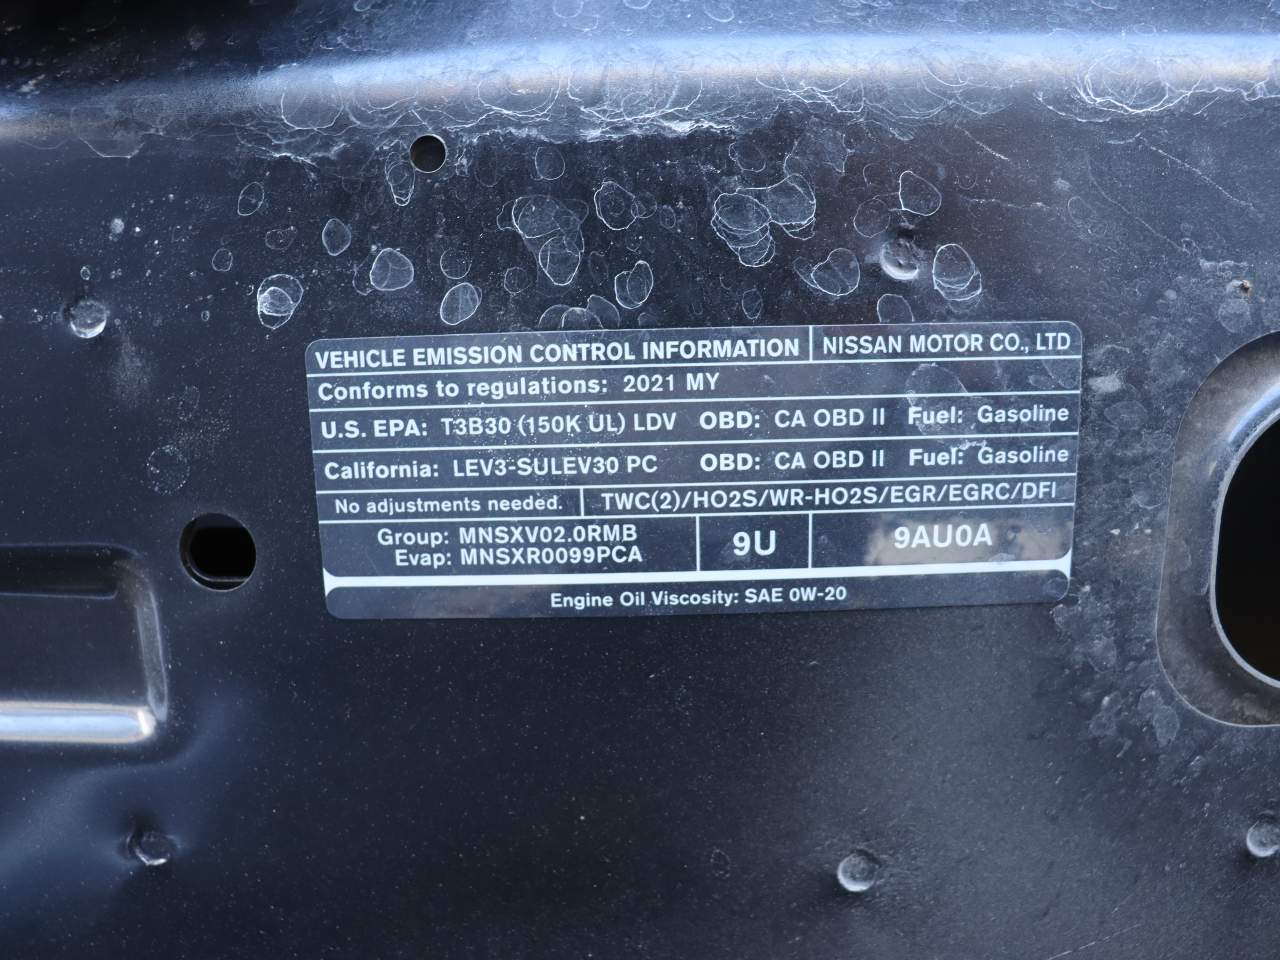 VEHICLE EMISSION CONTROL INFORMATION NISSAN MOTOR CO., LTD
Conforms to regulations: 2021 MY
U.S. EPA: T3B30 (150K UL) LDV OBD: CA OBD II Fuel: Gasoline
California: LEV3-SULEV30 PC OBD: CA OBD II Fuel: Gasoline
No adjustments needed. TWC(2)/HO2S/WR-HO2S/EGR/EGRC/DFI
Group: MNSXV02.0RMB
Evap: MNSXR0099PCA
9U
9AU0A
Engine Oil Viscosity: SAE 0W-20